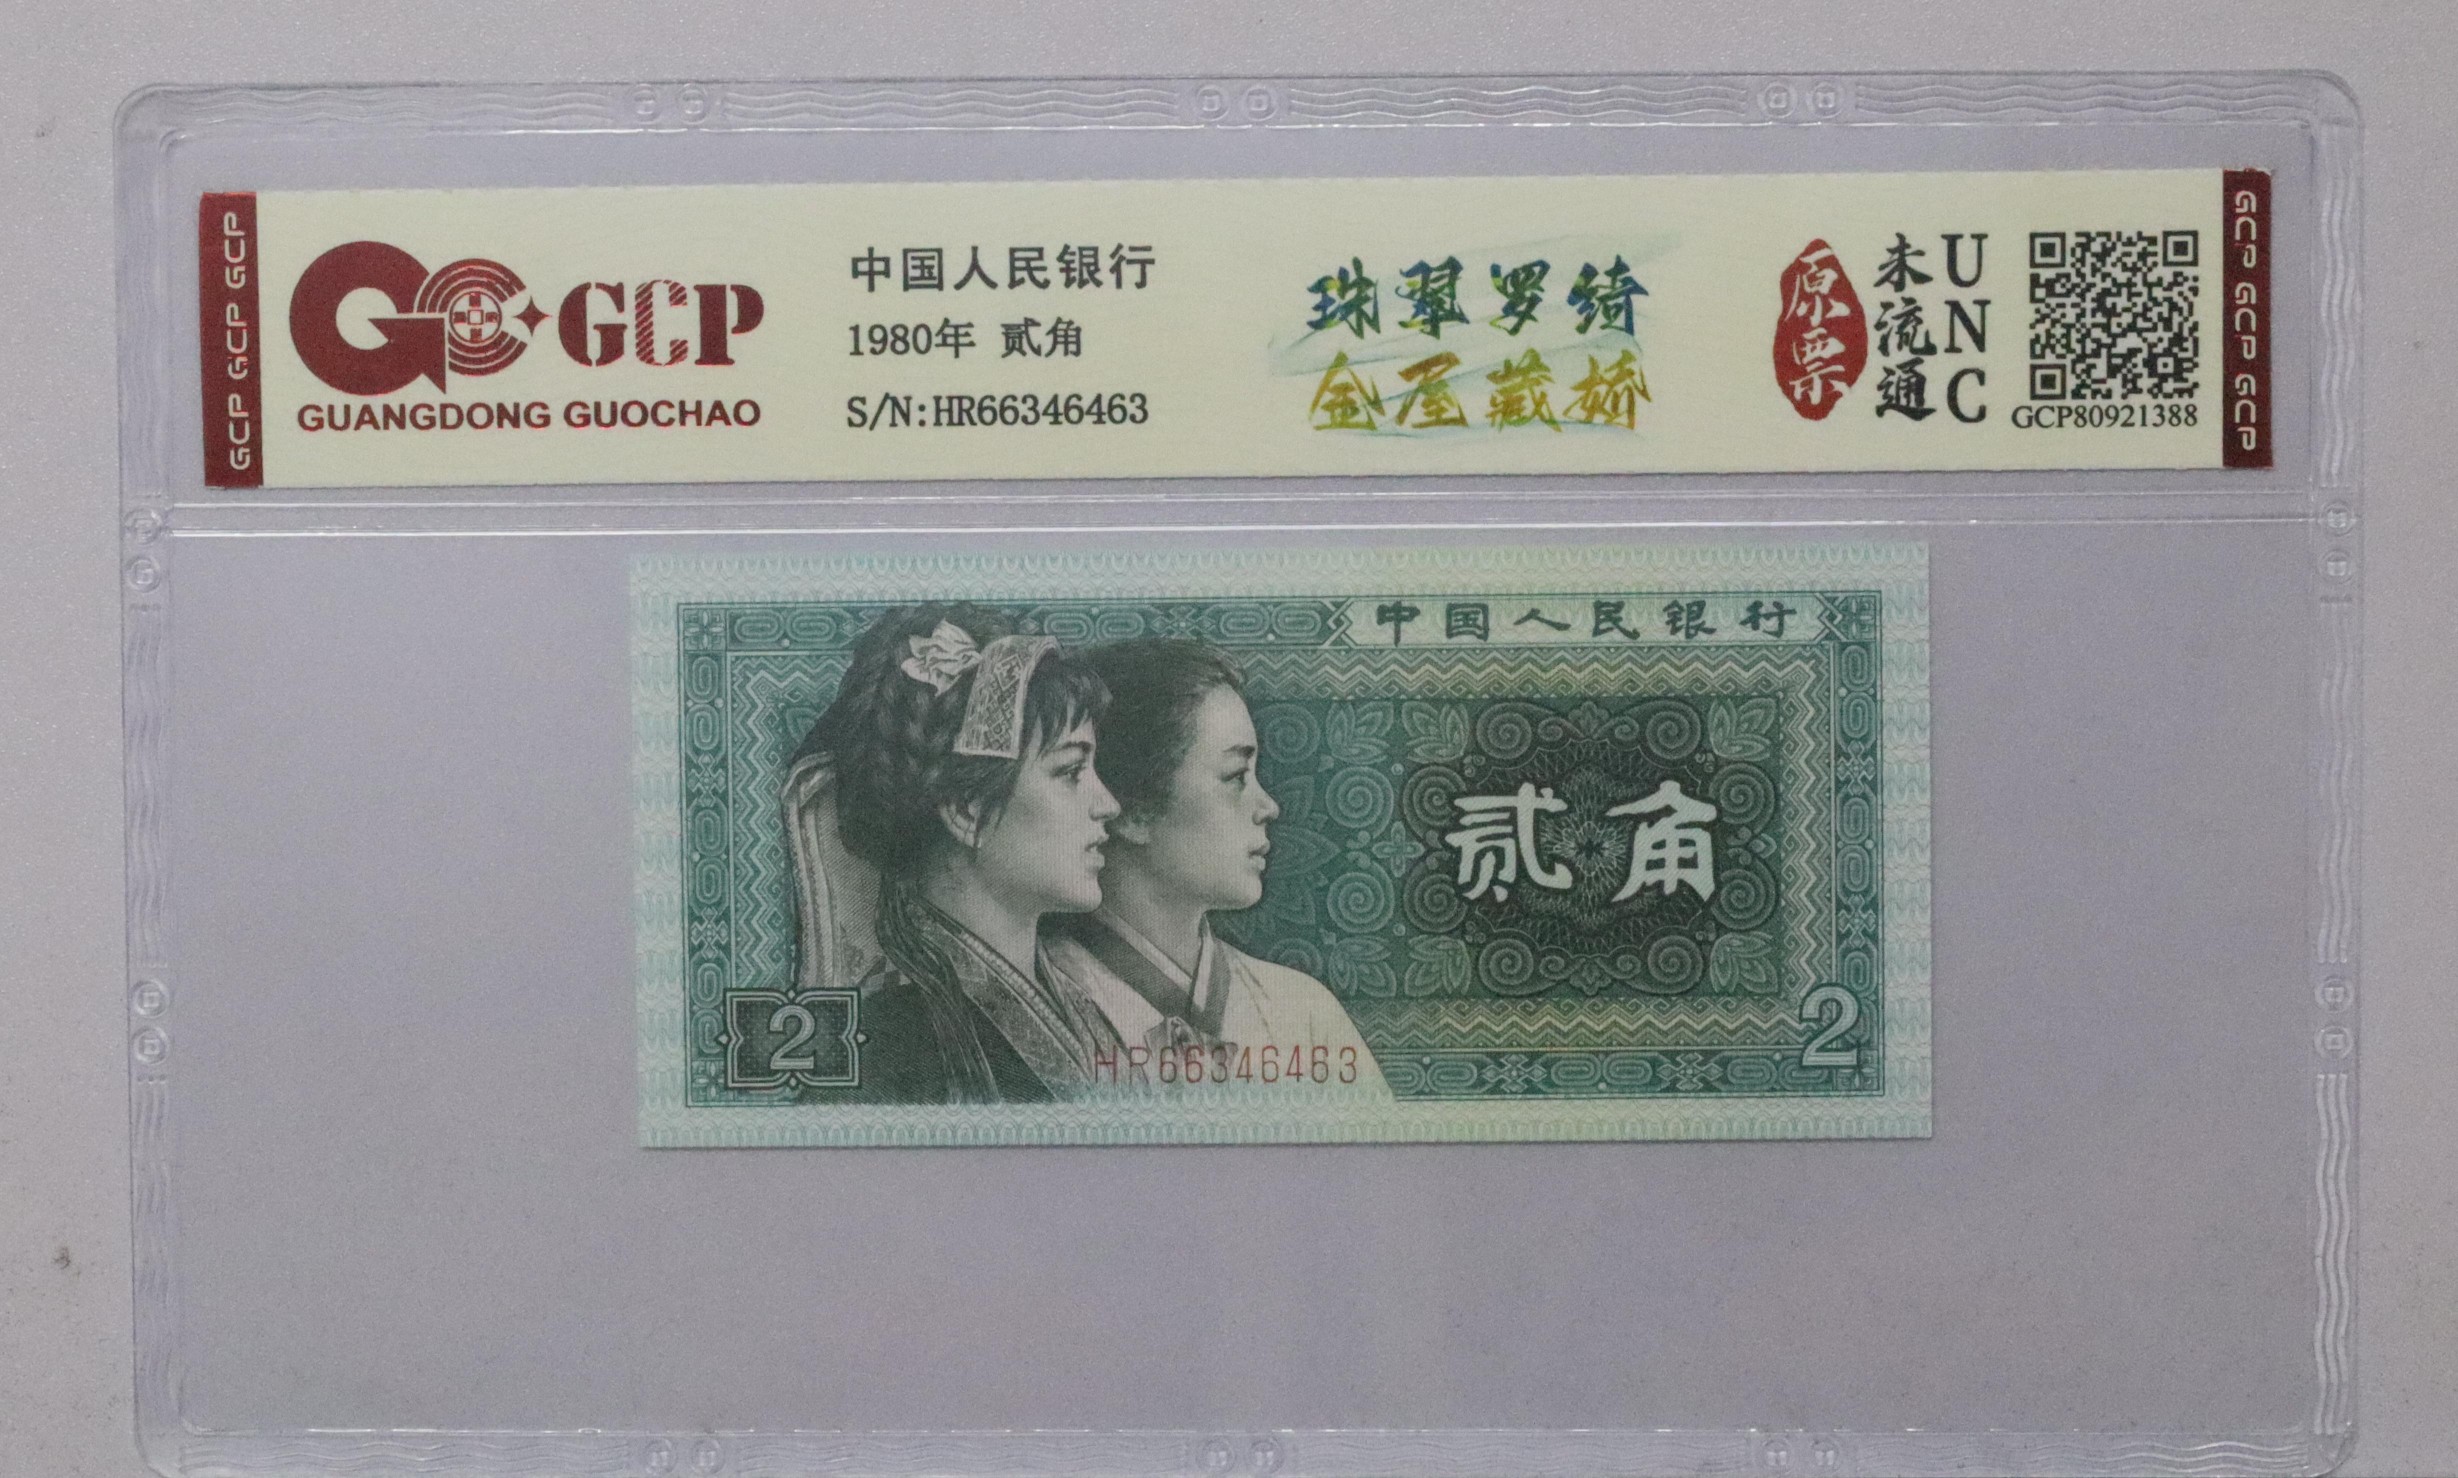 GCP GCP GCP
GC GCP
GUANGDONG GUOCHAO
中国人民银行
1980年 贰角
S/N:HR66346463
珠翠罗绮
金屋藏娇
原票
未流通
UNC
GCP80921388
GCP GCP GCP
中国人民银行
贰角
2
2
HR66346463